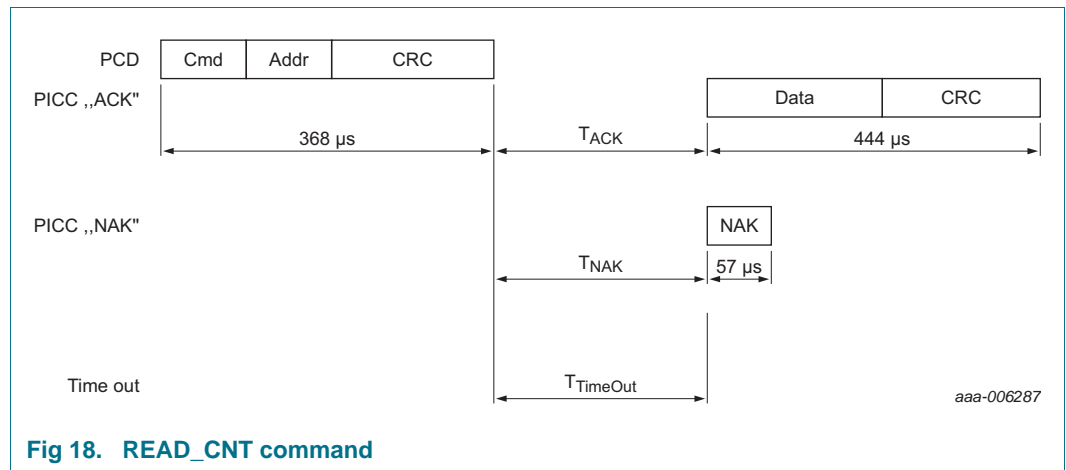 PCD Cmd Addr CRC
PICC ,,ACK" Data CRC
368 µs TACK 444 µs
PICC ,,NAK" NAK
TNAK 57 µs
Time out TTimeOut aaa-006287
Fig 18. READ_CNT command